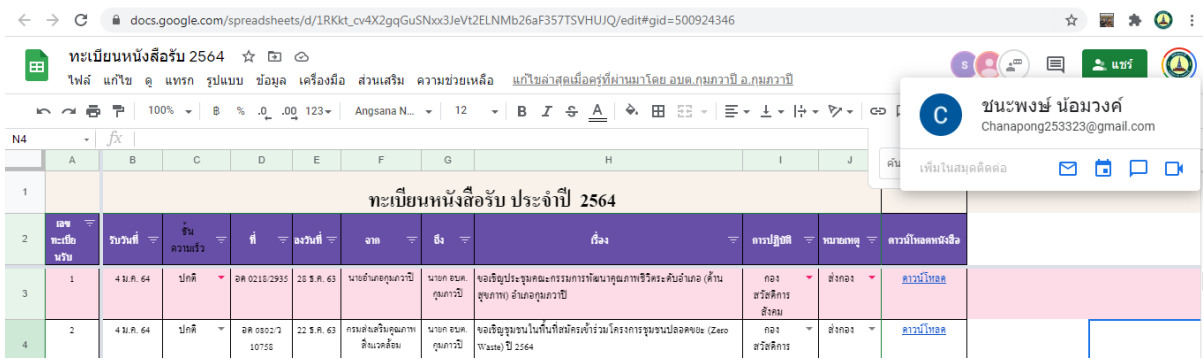 docs.google.com/spreadsheets/d/1RKkt_cv4X2gqGuSNxx3JeVt2ELNMb26aF357TSVHUJQ/edit#gid=500924346
ทะเบียนหนังสือรับ 2564
ไฟล์ แก้ไข ดู แทรก รูปแบบ ข้อมูล เครื่องมือ ส่วนเสริม ความช่วยเหลือ แก้ไขล่าสุดเมื่อครู่ที่ผ่านมาโดย อบต.กุมภวาปี อ.กุมภวาปี
S
แชร์
100% ฿ % .0 .00 123 Angsana N... 12 B I S A
C
ชนะพงษ์ น้อมวงค์
Chanapong253323@gmail.com
เพิ่มในสมุดติดต่อ
N4 fx
ค้น
A B C D E F G H I J
1 ทะเบียนหนังสือรับ ประจำปี 2564
2 เลขทะเบียนรับ รับวันที่ ชั้นความเร็ว ที่ ลงวันที่ จาก ถึง เรื่อง การปฏิบัติ หมายเหตุ ดาวน์โหลดหนังสือ
3 1 4 ม.ค. 64 ปกติ อด 0218/2935 28 ธ.ค. 63 นายอำเภอกุมภวาปี นายก อบต. กุมภวาปี ขอเชิญประชุมคณะกรรมการพัฒนาคุณภาพชีวิตระดับอำเภอ (ด้านสุขภาพ) อำเภอกุมภวาปี กองสวัสดิการสังคม ส่งกอง ดาวน์โหลด
4 2 4 ม.ค. 64 ปกติ อด 0802/ว 10758 22 ธ.ค. 63 กรมส่งเสริมคุณภาพสิ่งแวดล้อม นายก อบต. กุมภวาปี ขอเชิญชุมชนในพื้นที่สมัครเข้าร่วมโครงการชุมชนปลอดขยะ (Zero Waste) ปี 2564 กองสวัสดิการ ส่งกอง ดาวน์โหลด